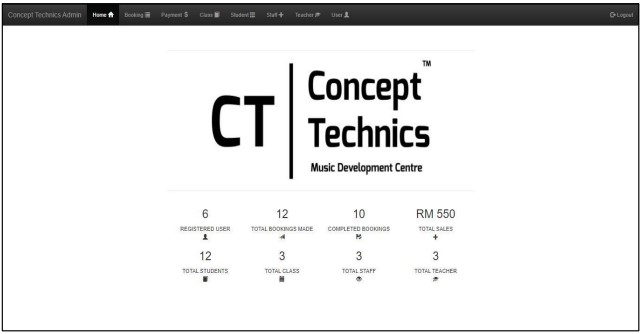 Concept Technics Admin Home Booking Payment $ Class Student Staff Teacher User Logout
CT Concept Technics™
Music Development Centre
6 12 10 RM 550
REGISTERED USER TOTAL BOOKINGS MADE COMPLETED BOOKINGS TOTAL SALES
12 3 3 3
TOTAL STUDENTS TOTAL CLASS TOTAL STAFF TOTAL TEACHER